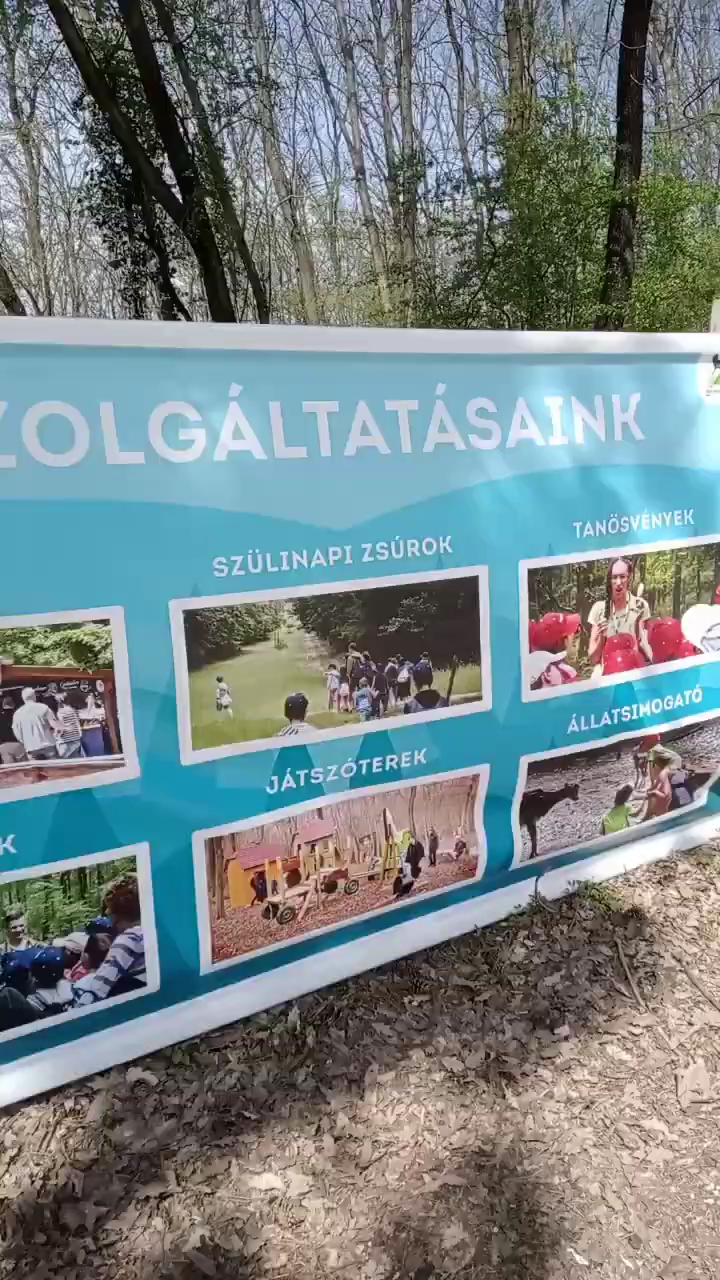 ZOLGÁLTATÁSAINK
TANÖSVÉNYEK
SZÜLINAPI ZSÚROK
ÁLLATSIMOGATÓ
JÁTSZÓTEREK
K